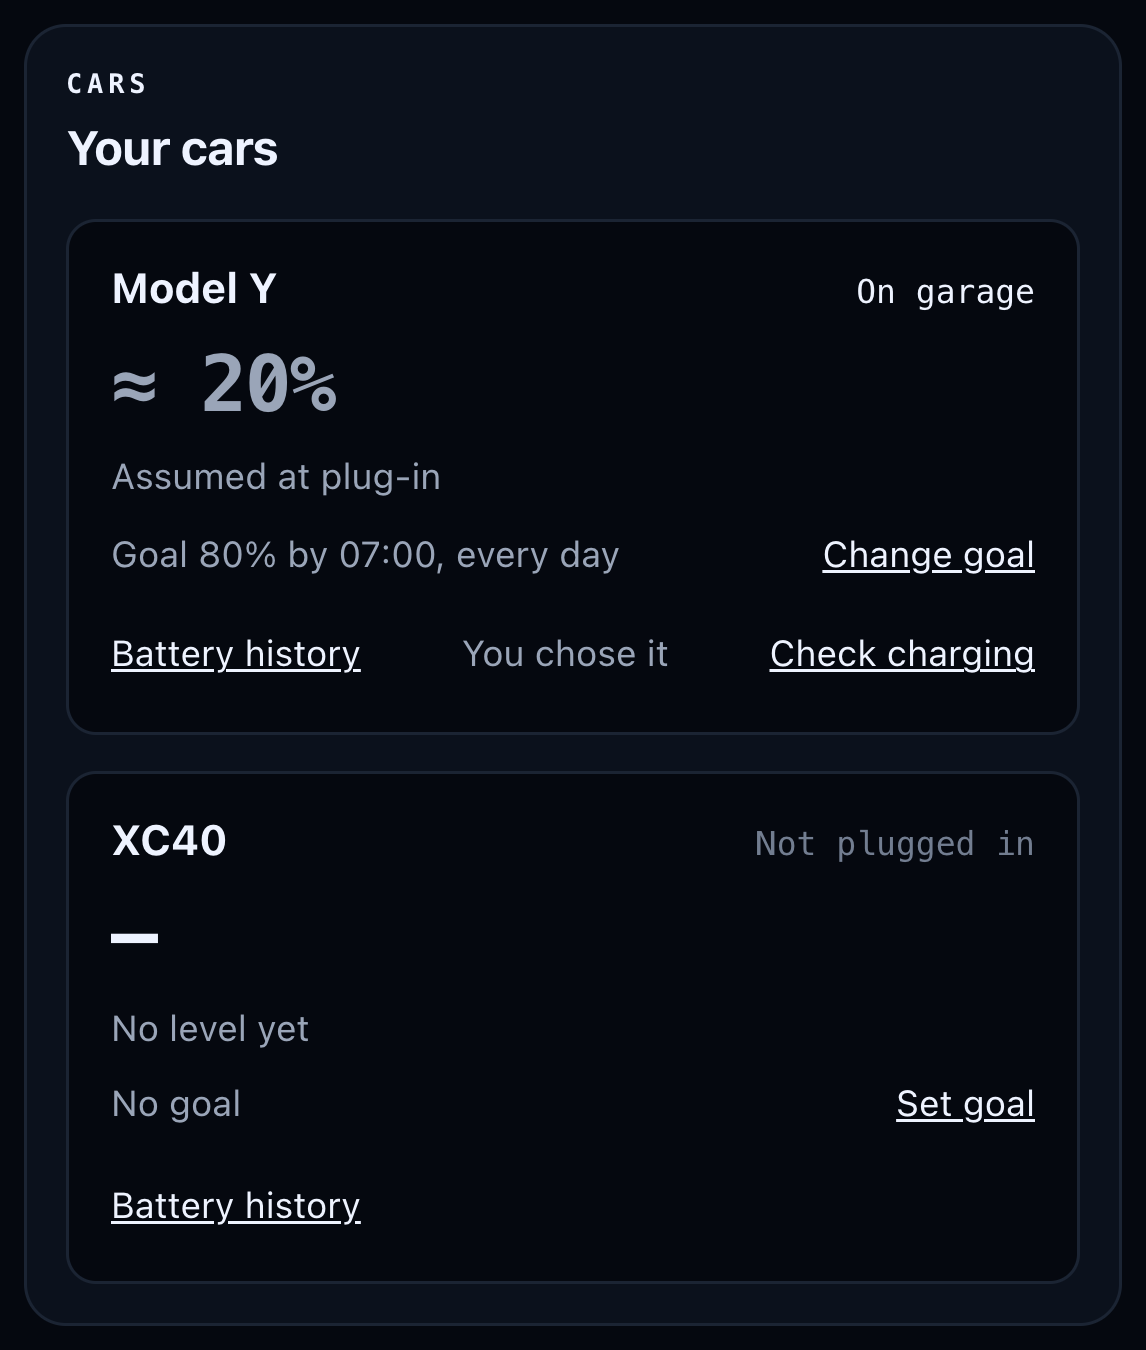 CARS
Your cars
Model Y On garage
≈ 20%
Assumed at plug-in
Goal 80% by 07:00, every day Change goal
Battery history You chose it Check charging
XC40 Not plugged in
—
No level yet
No goal Set goal
Battery history